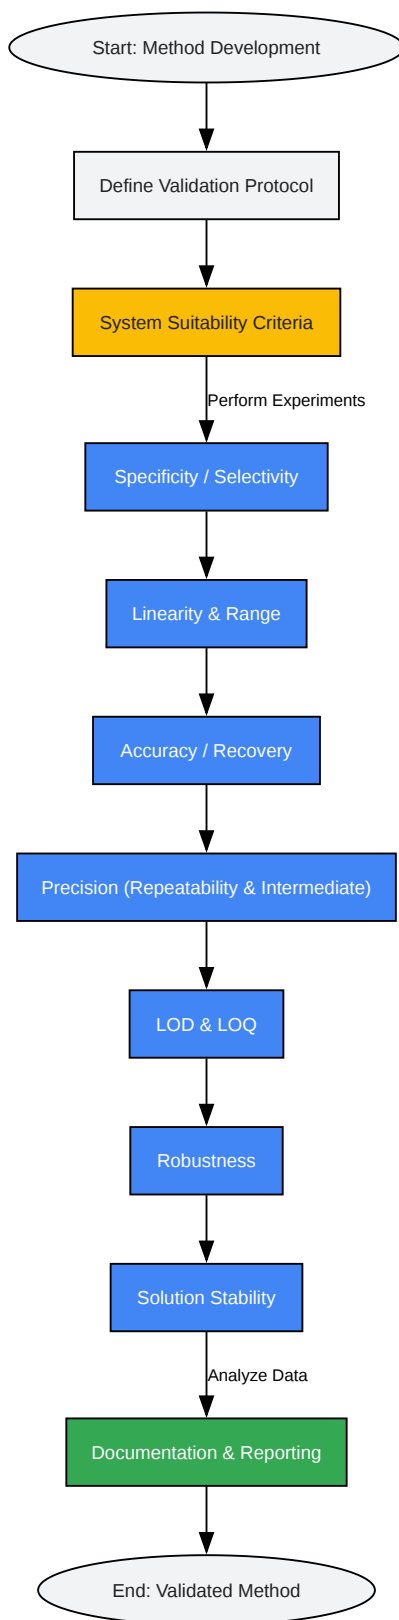 Start: Method Development
Define Validation Protocol
System Suitability Criteria
Perform Experiments
Specificity / Selectivity
Linearity & Range
Accuracy / Recovery
Precision (Repeatability & Intermediate)
LOD & LOQ
Robustness
Solution Stability
Analyze Data
Documentation & Reporting
End: Validated Method